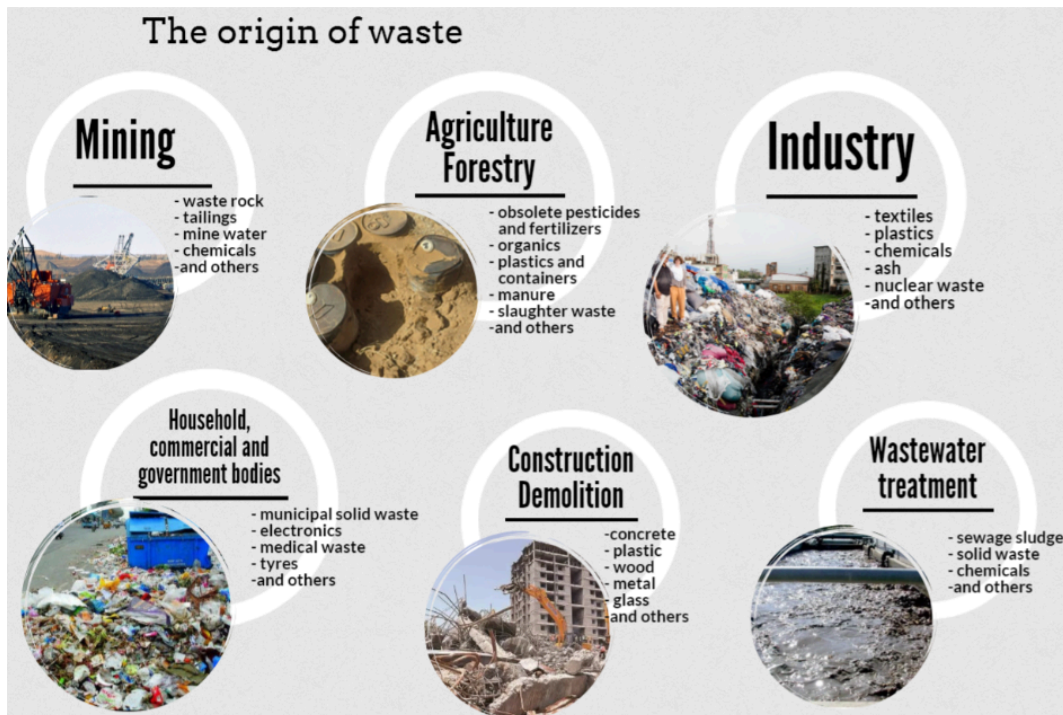 The origin of waste
Mining
- waste rock
- tailings
- mine water
- chemicals
-and others
Agriculture
Forestry
- obsolete pesticides
and fertilizers
- organics
- plastics and
containers
- manure
- slaughter waste
-and others
Industry
- textiles
- plastics
- chemicals
- ash
- nuclear waste
-and others
Household,
commercial and
government bodies
- municipal solid waste
- electronics
- medical waste
- tyres
-and others
Construction
Demolition
-concrete
- plastic
- wood
- metal
- glass
-and others
Wastewater
treatment
- sewage sludge
- solid waste
- chemicals
-and others